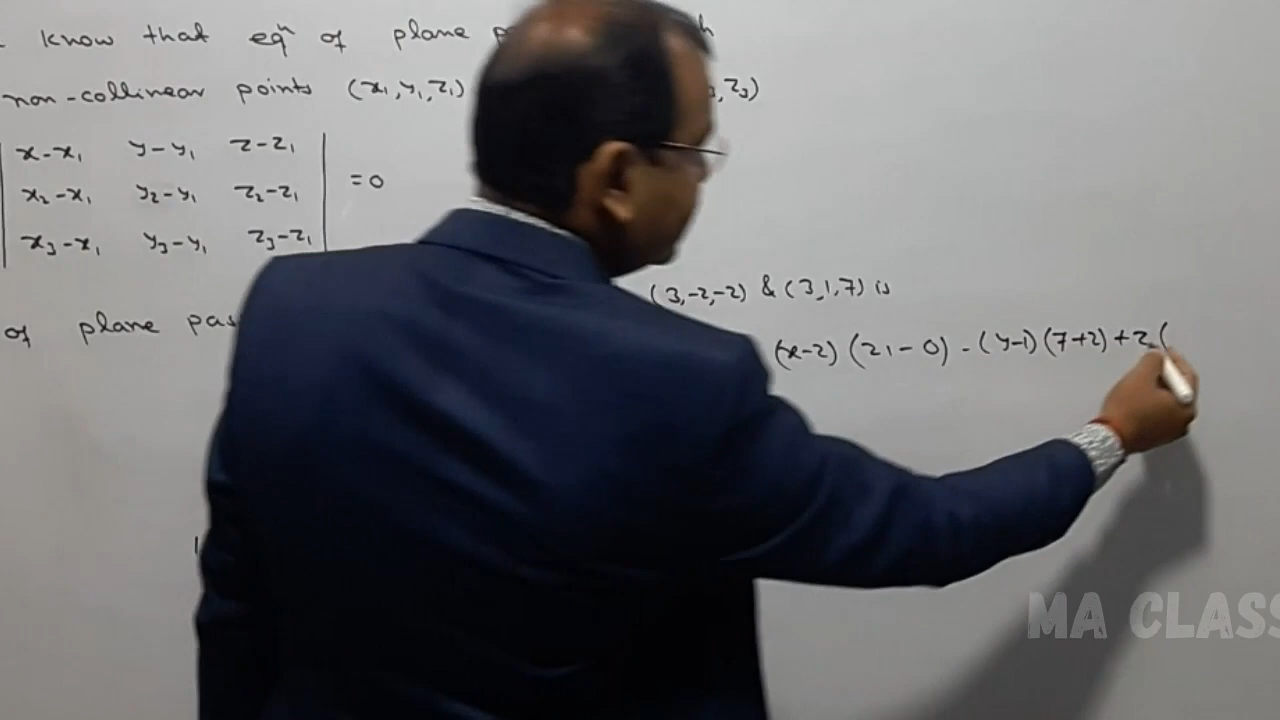 know that eqⁿ of plane
non-collinear points (x₁, y₁, z₁) z₃)
x-x₁ y-y₁ z-z₁
x₂-x₁ y₂-y₁ z₂-z₁ =0
x₃-x₁ y₃-y₁ z₃-z₁
(3,-2,-2) & (3,1,7) is
of plane
(x-2) (21-0) - (y-1) (7+2) + z (
MA CLASS